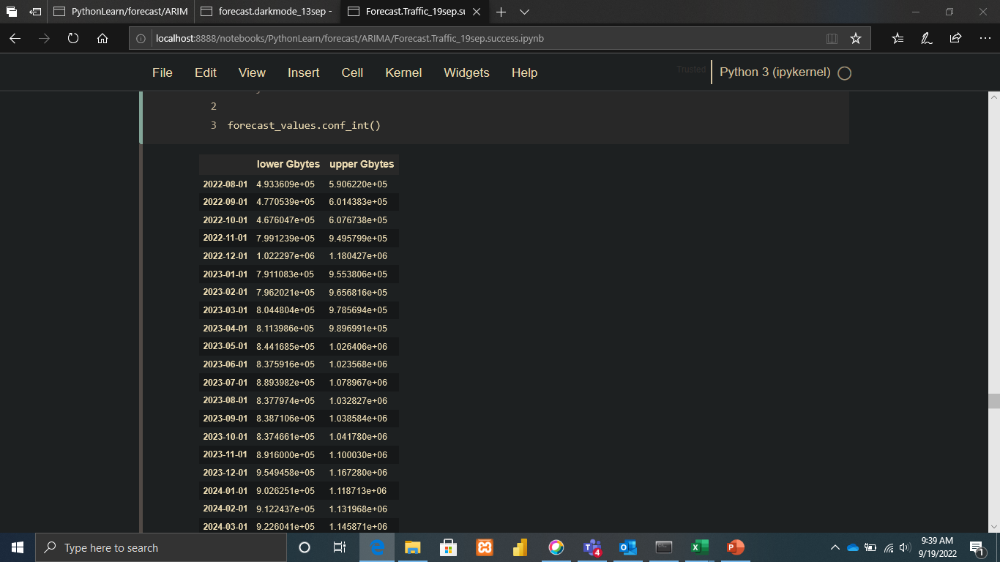 PythonLearn/forecast/ARIM forecast.darkmode_13sep - Forecast.Traffic_19sep.su
localhost:8888/notebooks/PythonLearn/forecast/ARIMA/Forecast.Traffic_19sep.success.ipynb
File Edit View Insert Cell Kernel Widgets Help Trusted Python 3 (ipykernel)
2
3 forecast_values.conf_int()
lower Gbytes upper Gbytes
2022-08-01 4.933609e+05 5.906220e+05
2022-09-01 4.770539e+05 6.014383e+05
2022-10-01 4.676047e+05 6.076738e+05
2022-11-01 7.991239e+05 9.495799e+05
2022-12-01 1.022297e+06 1.180427e+06
2023-01-01 7.911083e+05 9.553806e+05
2023-02-01 7.962021e+05 9.656816e+05
2023-03-01 8.044804e+05 9.785694e+05
2023-04-01 8.113986e+05 9.896991e+05
2023-05-01 8.441685e+05 1.026406e+06
2023-06-01 8.375916e+05 1.023568e+06
2023-07-01 8.893982e+05 1.078967e+06
2023-08-01 8.377974e+05 1.032827e+06
2023-09-01 8.387106e+05 1.038584e+06
2023-10-01 8.374661e+05 1.041780e+06
2023-11-01 8.916000e+05 1.100030e+06
2023-12-01 9.549458e+05 1.167280e+06
2024-01-01 9.026251e+05 1.118713e+06
2024-02-01 9.122437e+05 1.131968e+06
2024-03-01 9.226041e+05 1.145871e+06
Type here to search
4
9:39 AM
9/19/2022
1